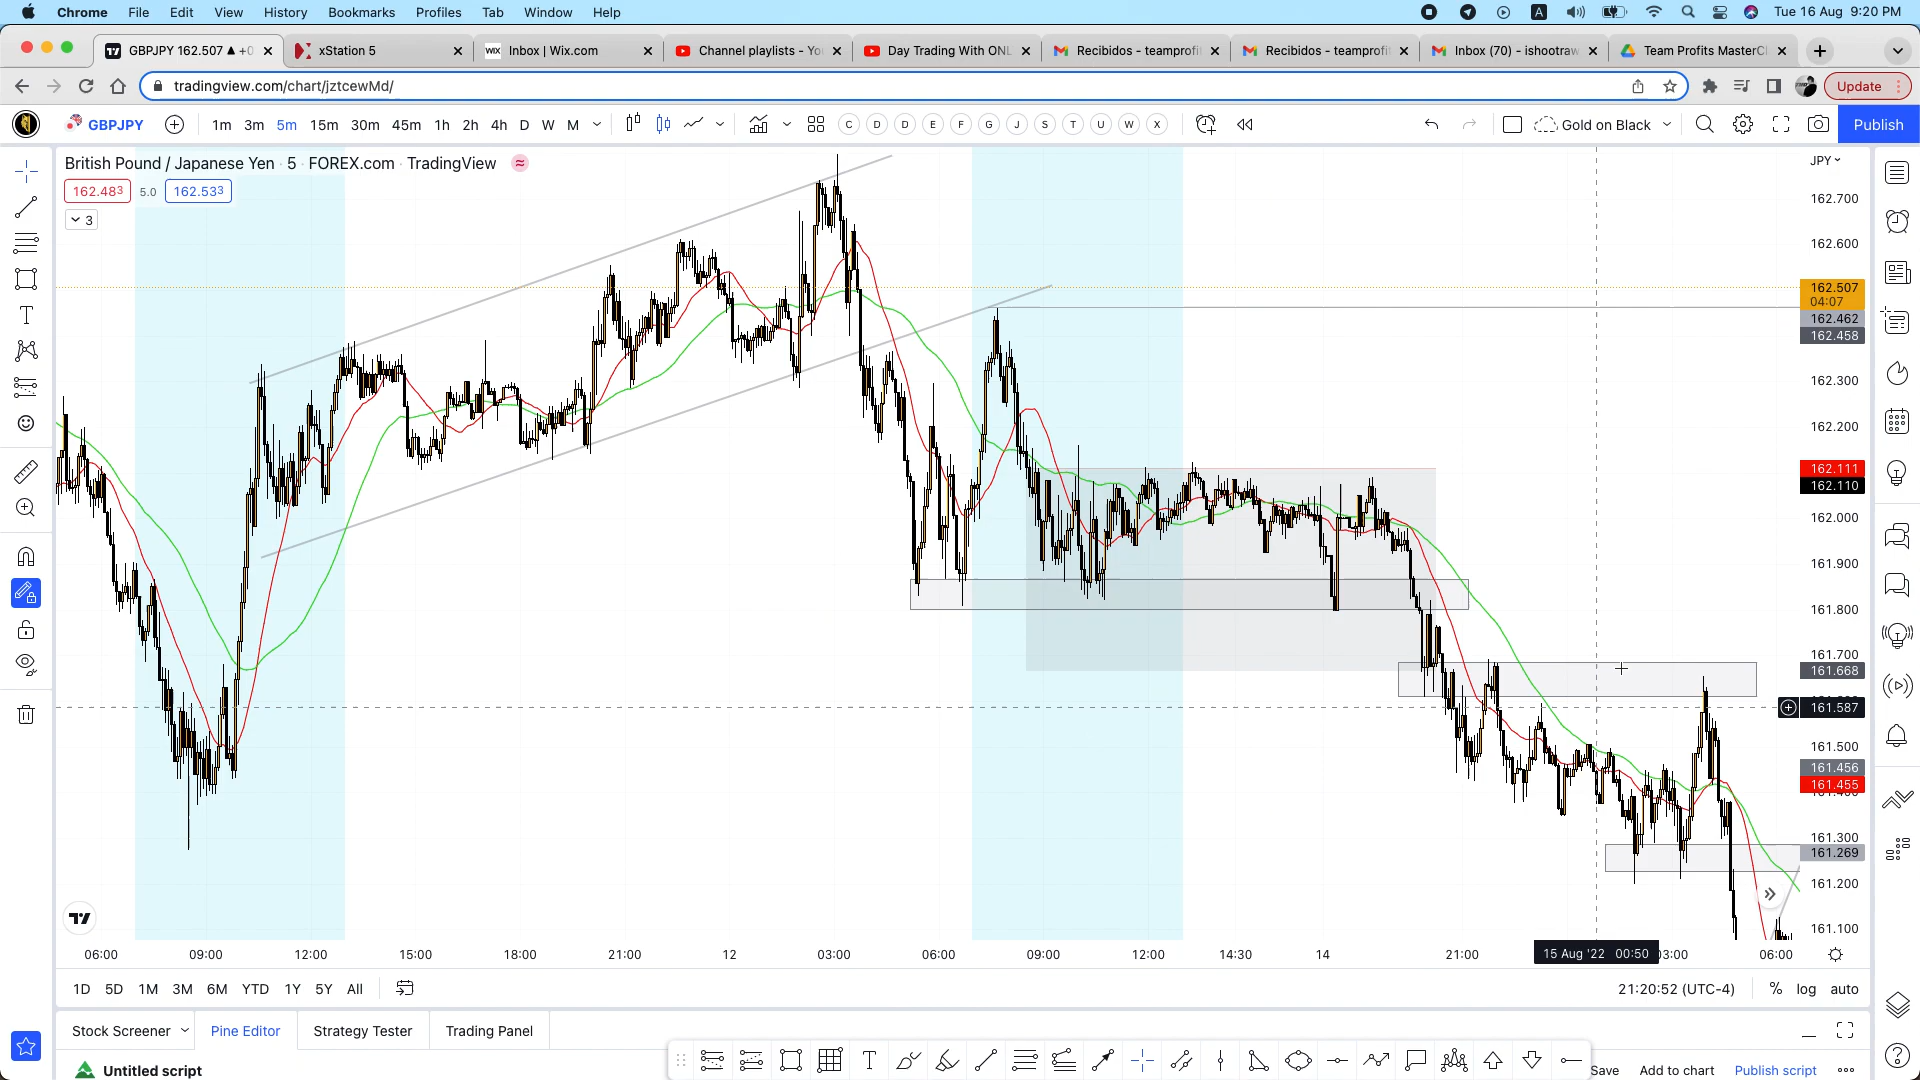 Chrome File Edit View History Bookmarks Profiles Tab Window Help A Tue 16 Aug 9:20 PM
GBPJPY 162.507 ▲ +0 xStation 5 WIX Inbox | Wix.com Channel playlists - Yo Day Trading With ONL Recibidos - teamprofit Recibidos - teamprofit Inbox (70) - ishootraw Team Profits MasterCl
tradingview.com/chart/jztcewMd/ Update
GBPJPY 1m 3m 5m 15m 30m 45m 1h 2h 4h D W M C D D E F G J S T U W X Gold on Black Publish
British Pound / Japanese Yen · 5 · FOREX.com · TradingView
JPY
162.483 5.0 162.533
3
162.700
162.600
162.507
04:07
162.462
162.458
162.300
162.200
162.111
162.110
162.000
161.900
161.800
161.700
161.668
161.587
161.500
161.456
161.455
161.300
161.269
161.200
161.100
06:00 09:00 12:00 15:00 18:00 21:00 12 03:00 06:00 09:00 12:00 14:30 14 21:00 15 Aug '22 00:50 03:00 06:00
1D 5D 1M 3M 6M YTD 1Y 5Y All 21:20:52 (UTC-4) % log auto
Stock Screener Pine Editor Strategy Tester Trading Panel
Untitled script Save Add to chart Publish script